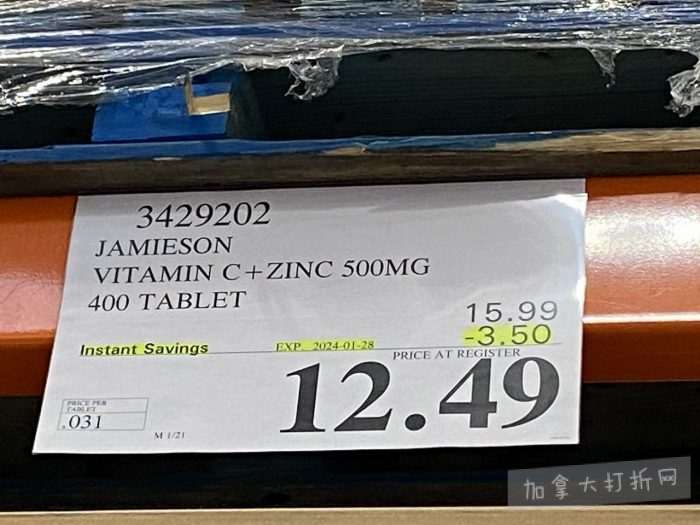 3429202
JAMIESON
VITAMIN C+ZINC 500MG
400 TABLET
15.99
Instant Savings EXP. 2024-01-28 -3.50
PRICE AT REGISTER
12.49
PRICE PER
TABLET
.031
M 1/21
加拿大打折网